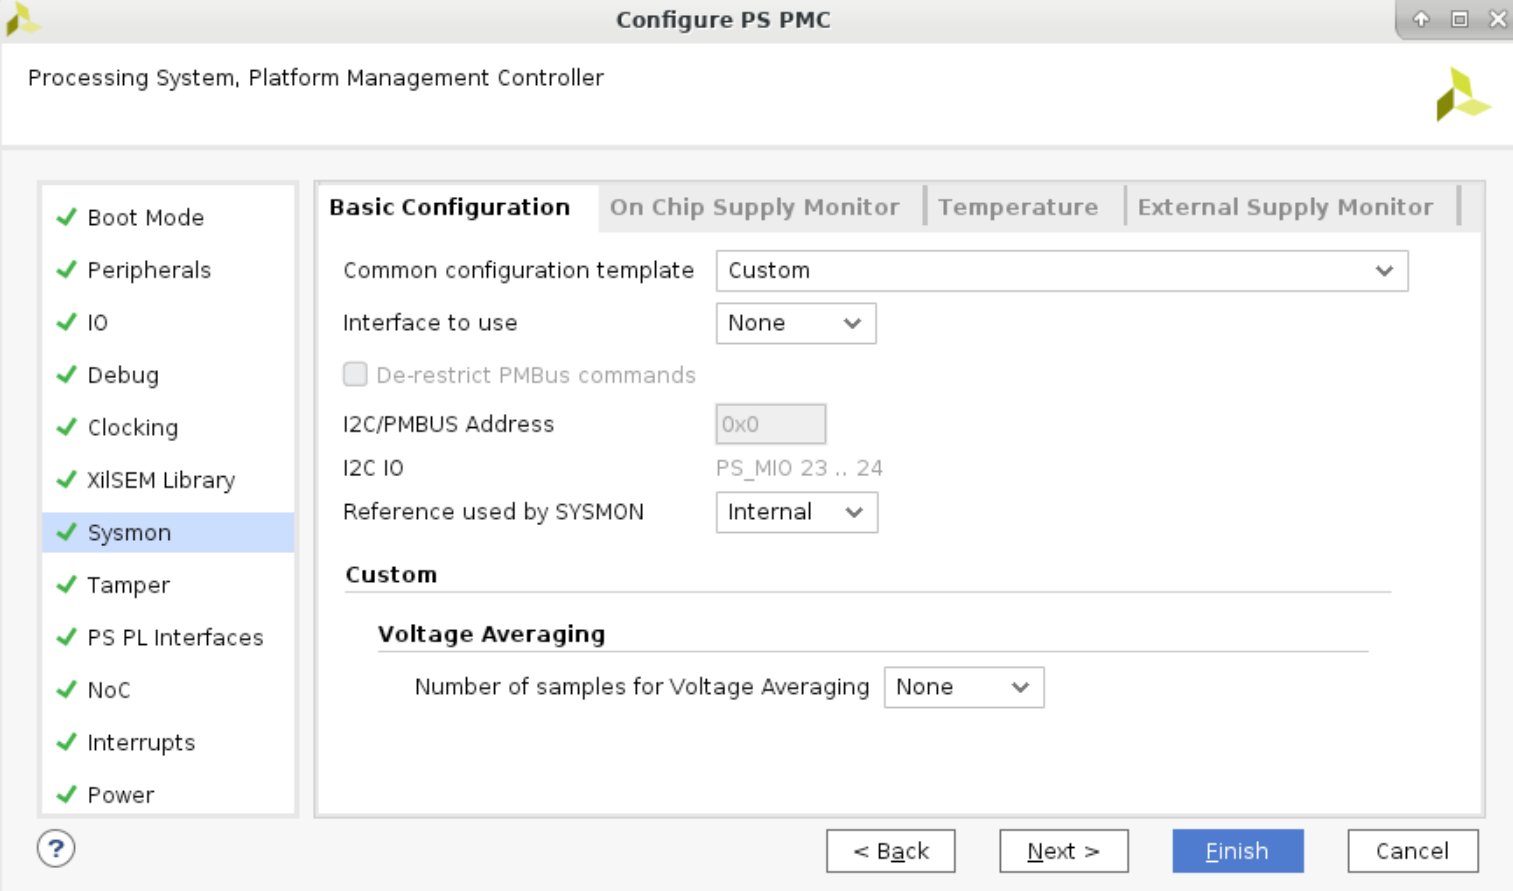 Configure PS PMC
Processing System, Platform Management Controller
Boot Mode
Peripherals
IO
Debug
Clocking
XilSEM Library
Sysmon
Tamper
PS PL Interfaces
NoC
Interrupts
Power
Basic Configuration On Chip Supply Monitor Temperature External Supply Monitor
Common configuration template Custom
Interface to use None
De-restrict PMBus commands
I2C/PMBUS Address 0x0
I2C IO PS_MIO 23 .. 24
Reference used by SYSMON Internal
Custom
Voltage Averaging
Number of samples for Voltage Averaging None
? < Back Next > Finish Cancel